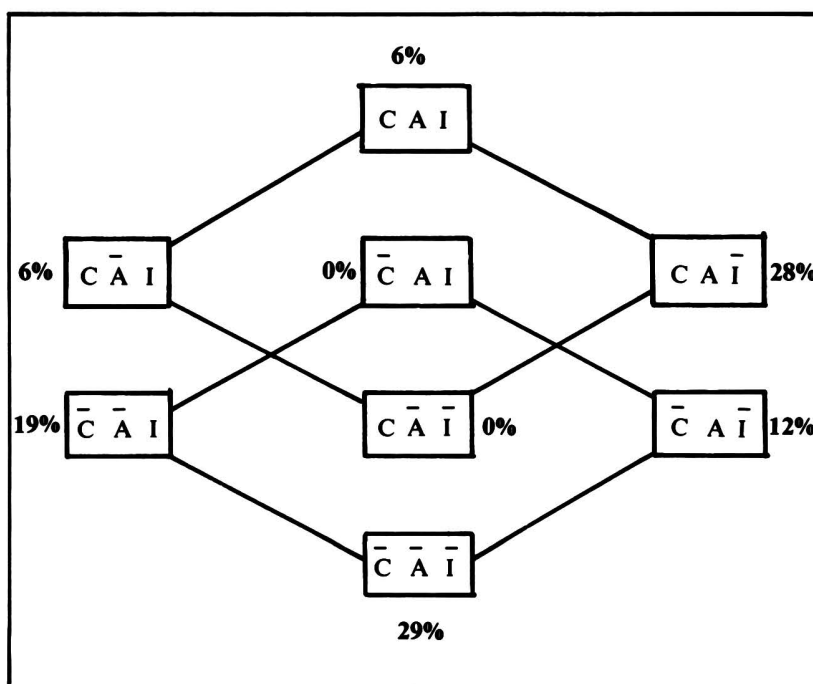 6%
C A I
6% C A̅ I
0% C̅ A I
C A I̅ 28%
19% C̅ A̅ I
C A̅ I̅ 0%
C̅ A I̅ 12%
C̅ A̅ I̅
29%